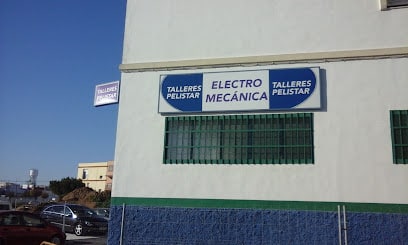 TALLERES
PELISTAR
TALLERES
PELISTAR
ELECTRO
MECÁNICA
TALLERES
PELISTAR